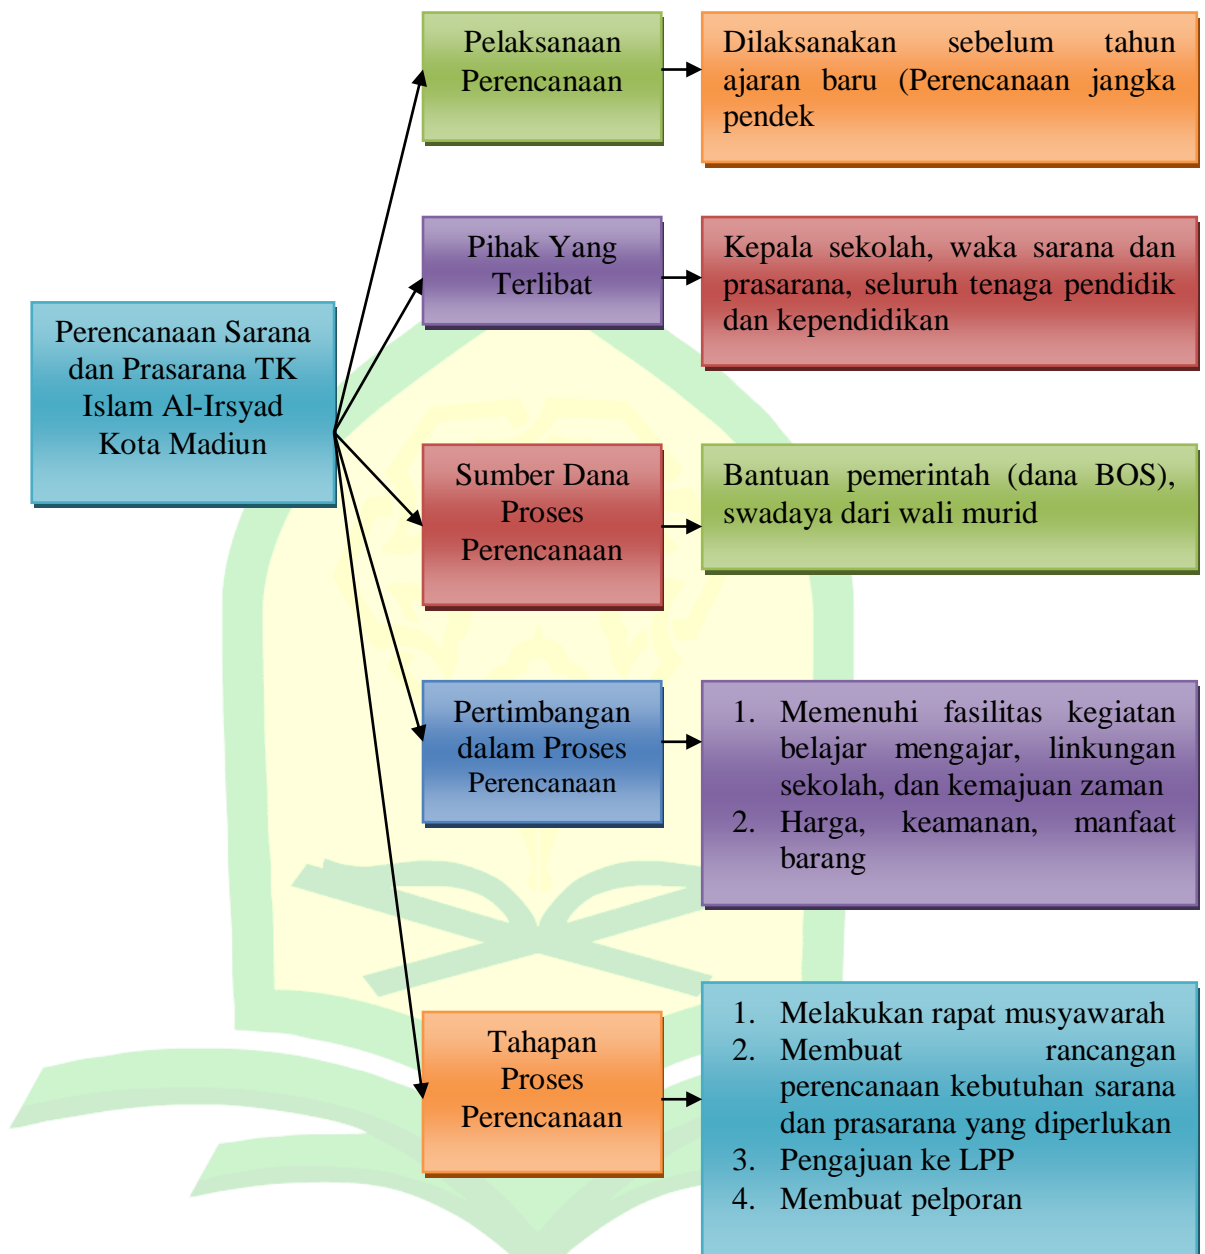 Pelaksanaan
Perencanaan
Dilaksanakan sebelum tahun
ajaran baru (Perencanaan jangka
pendek
Pihak Yang
Terlibat
Kepala sekolah, waka sarana dan
prasarana, seluruh tenaga pendidik
dan kependidikan
Perencanaan Sarana
dan Prasarana TK
Islam Al-Irsyad
Kota Madiun
Sumber Dana
Proses
Perencanaan
Bantuan pemerintah (dana BOS),
swadaya dari wali murid
Pertimbangan
dalam Proses
Perencanaan
1. Memenuhi fasilitas kegiatan
belajar mengajar, linkungan
sekolah, dan kemajuan zaman
2. Harga, keamanan, manfaat
barang
Tahapan
Proses
Perencanaan
1. Melakukan rapat musyawarah
2. Membuat rancangan
perencanaan kebutuhan sarana
dan prasarana yang diperlukan
3. Pengajuan ke LPP
4. Membuat pelporan